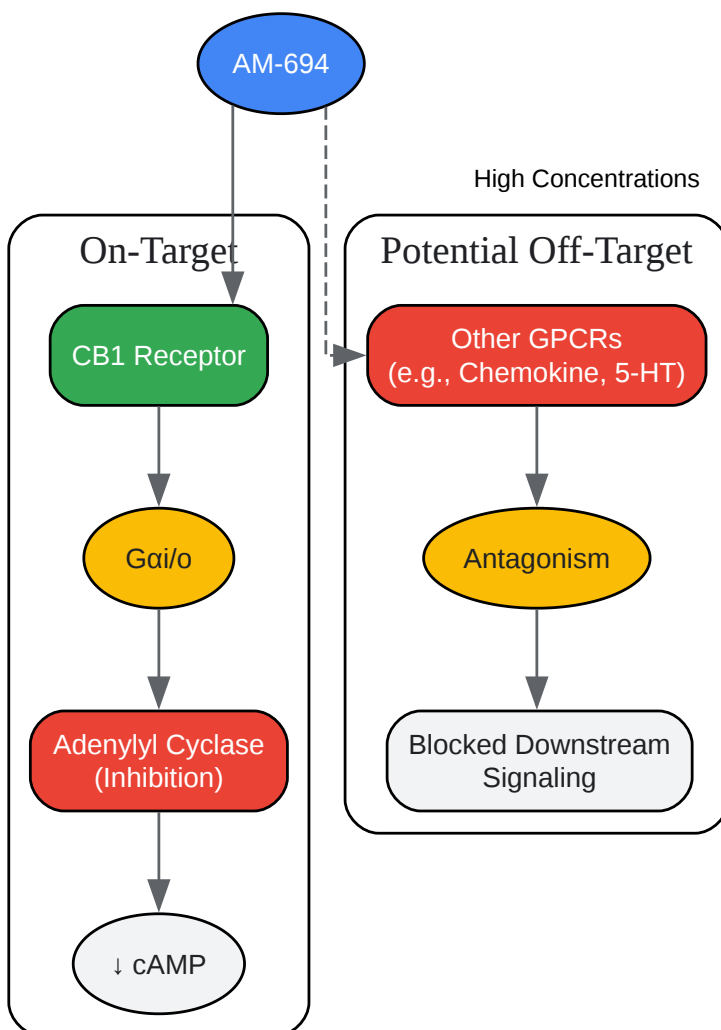 AM-694
High Concentrations
On-Target
CB1 Receptor
Gαi/o
Adenylyl Cyclase
(Inhibition)
↓ cAMP
Potential Off-Target
Other GPCRs
(e.g., Chemokine, 5-HT)
Antagonism
Blocked Downstream
Signaling